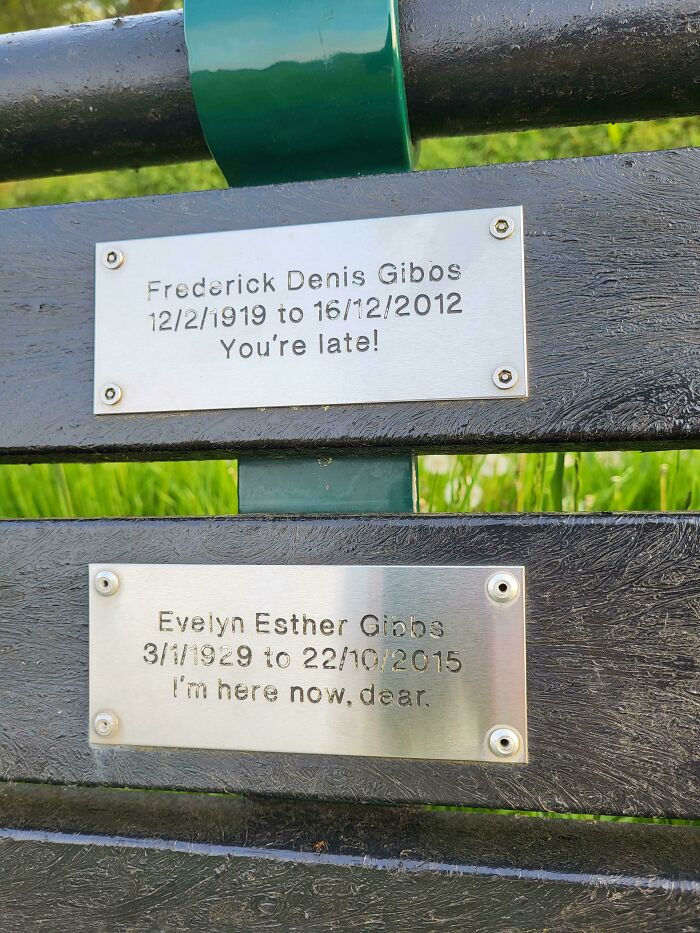 Frederick Denis Gibbs
12/2/1919 to 16/12/2012
You're late!
Evelyn Esther Gibbs
3/1/1929 to 22/10/2015
I'm here now, dear.